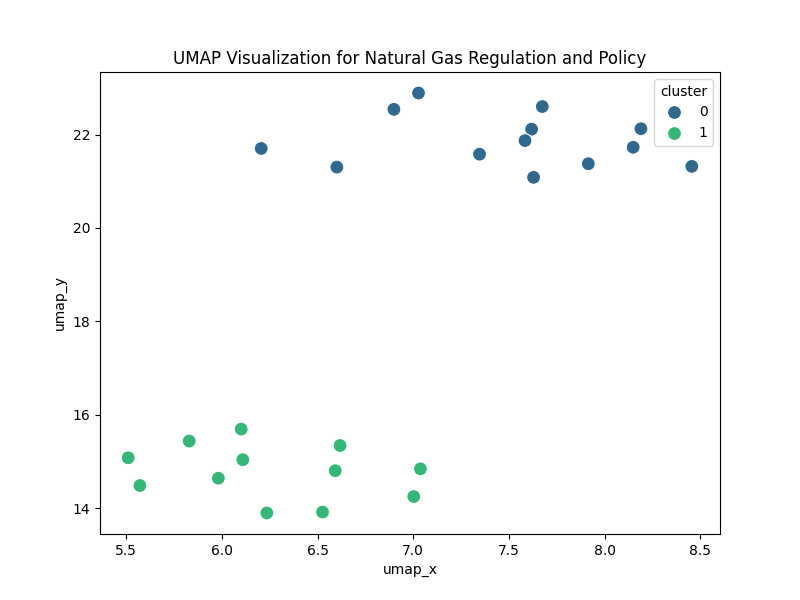 UMAP Visualization for Natural Gas Regulation and Policy
cluster
0
1
umap_y
22
20
18
16
14
5.5 6.0 6.5 7.0 7.5 8.0 8.5
umap_x